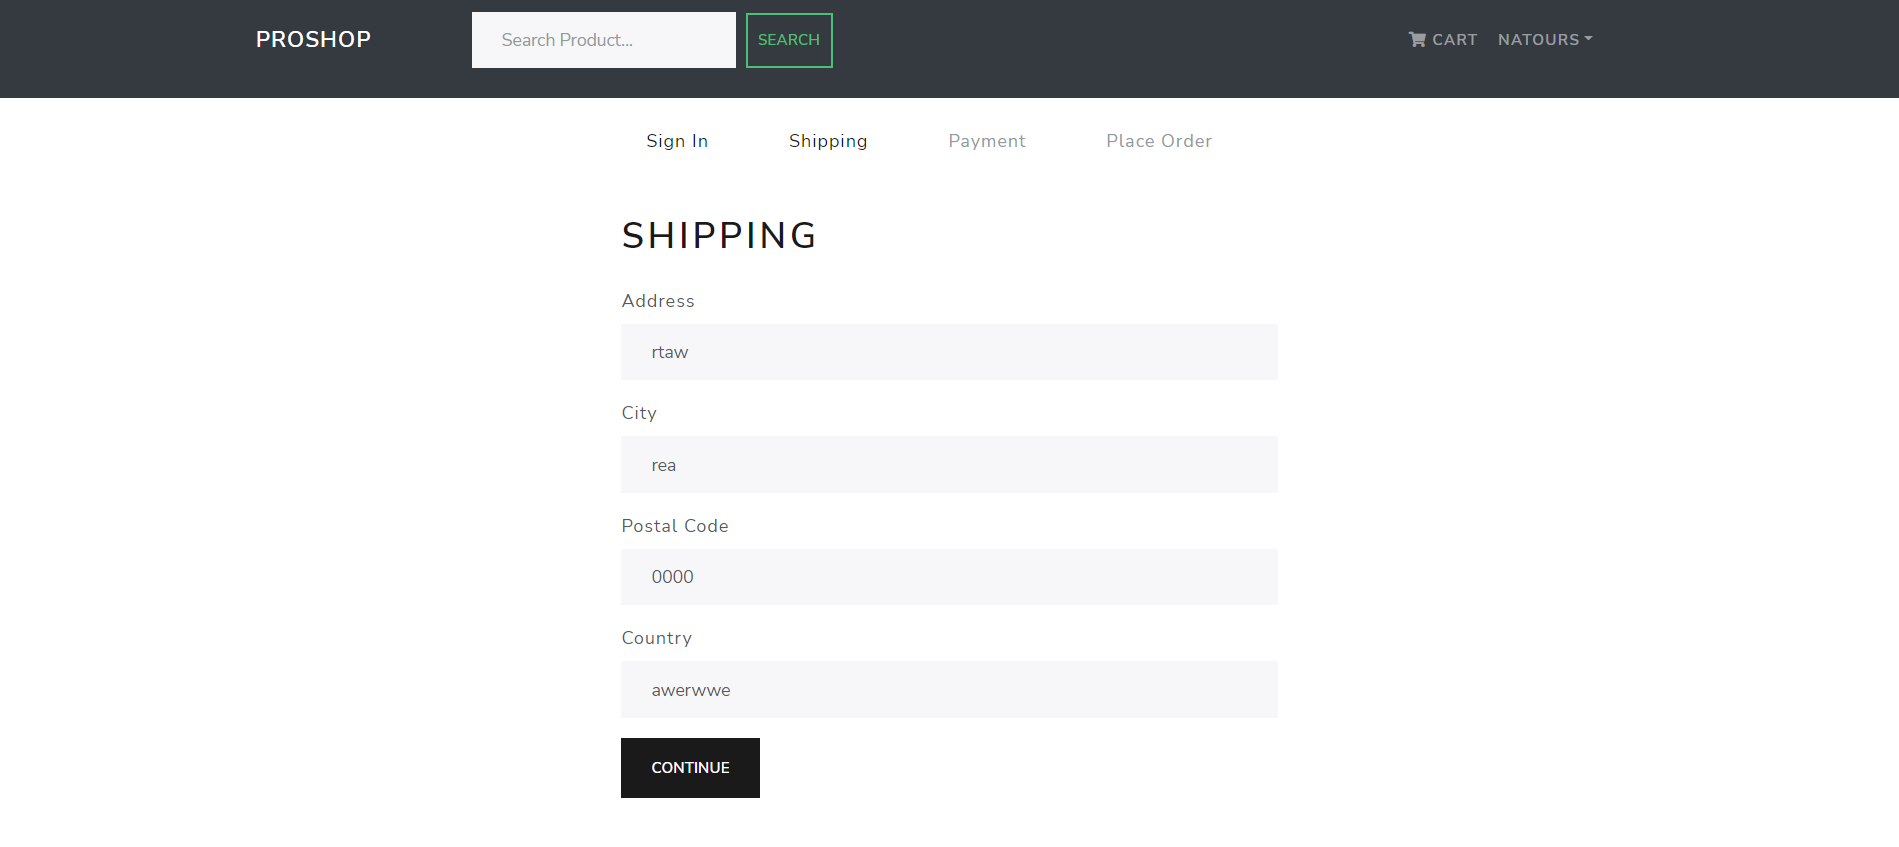 PROSHOP Search Product... SEARCH CART NATOURS
Sign In Shipping Payment Place Order
SHIPPING
Address
rtaw
City
rea
Postal Code
0000
Country
awerwwe
CONTINUE